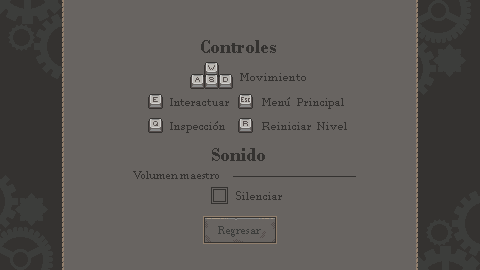 Controles
W
A S D Movimiento
E Interactuar Esc Menú Principal
Q Inspección R Reiniciar Nivel
Sonido
Volumen maestro
Silenciar
Regresar